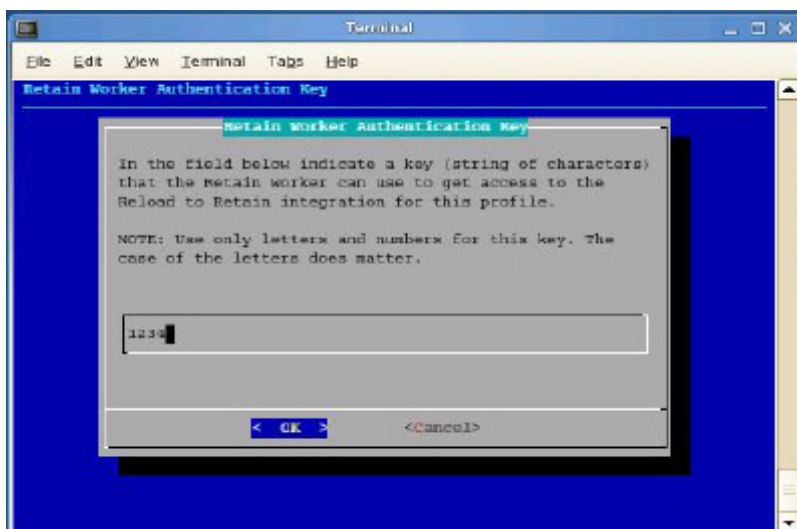 Terminal
File Edit View Terminal Tabs Help
Retain Worker Authentication Key
Retain Worker Authentication Key
In the field below indicate a key (string of characters)
that the Retain worker can use to get access to the
Reload to Retain integration for this profile.
NOTE: Use only letters and numbers for this key. The
case of the letters does matter.
1234
< OK > <Cancel>